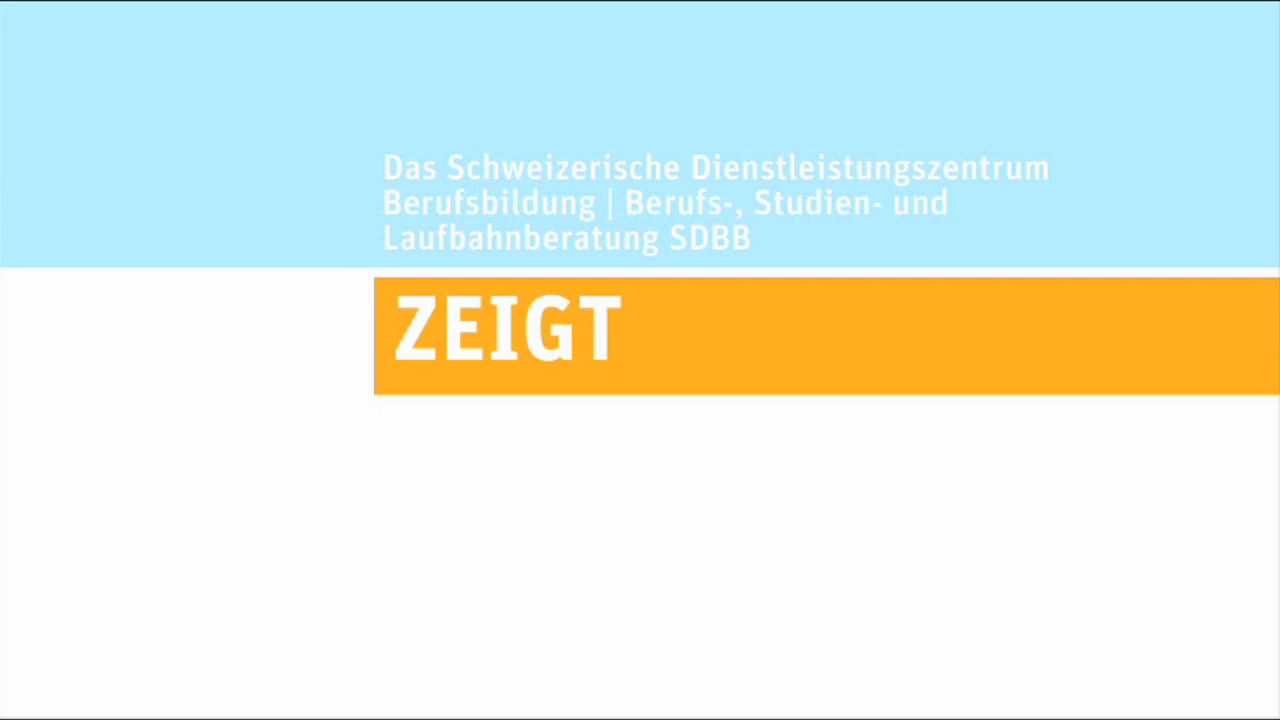 Das Schweizerische Dienstleistungszentrum
Berufsbildung | Berufs-, Studien- und
Laufbahnberatung SDBB
ZEIGT